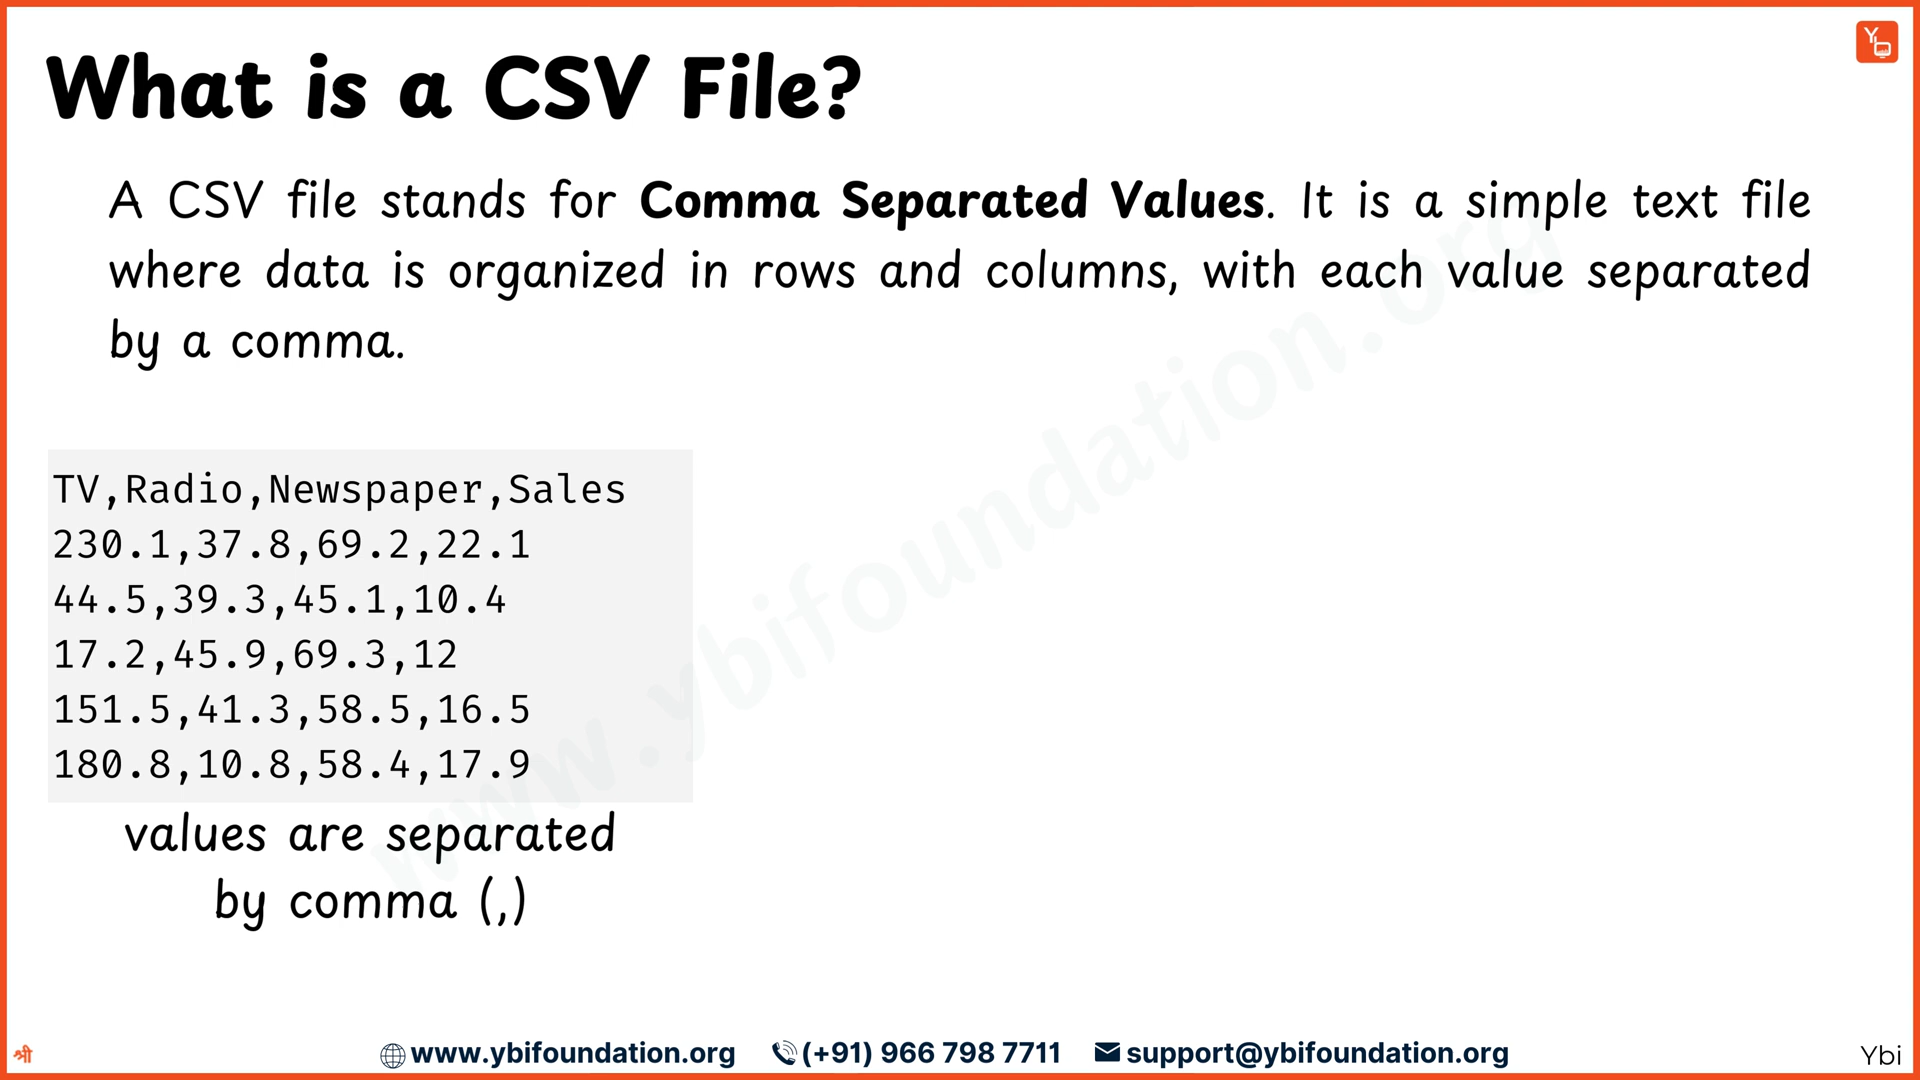 What is a CSV File?
A CSV file stands for Comma Separated Values. It is a simple text file
where data is organized in rows and columns, with each value separated
by a comma.
TV,Radio,Newspaper,Sales
230.1,37.8,69.2,22.1
44.5,39.3,45.1,10.4
17.2,45.9,69.3,12
151.5,41.3,58.5,16.5
180.8,10.8,58.4,17.9
values are separated
by comma (,)
www.ybifoundation.org
श्री
www.ybifoundation.org (+91) 966 798 7711 support@ybifoundation.org
Ybi